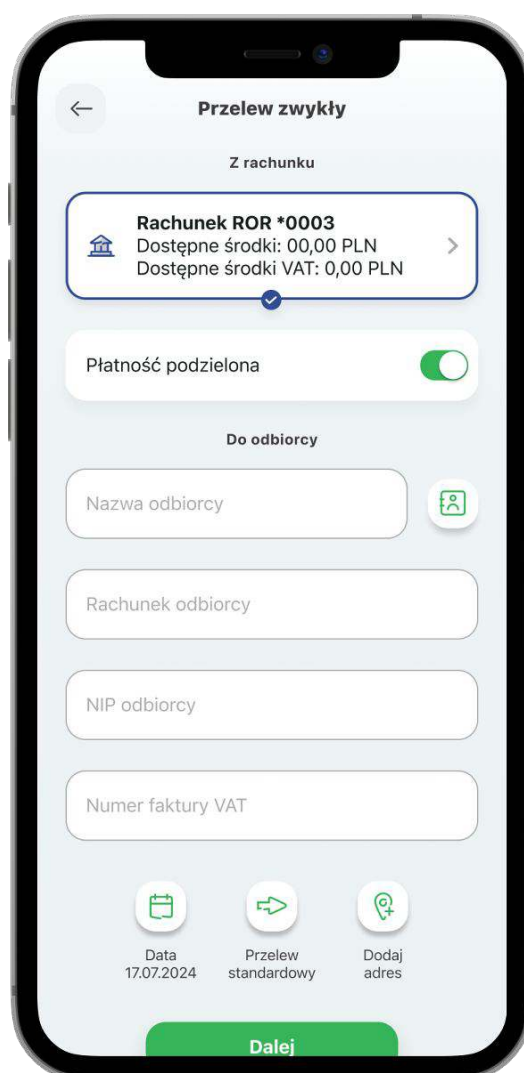 Przelew zwykły
Z rachunku
Rachunek ROR *0003
Dostępne środki: 00,00 PLN
Dostępne środki VAT: 0,00 PLN
Płatność podzielona
Do odbiorcy
Nazwa odbiorcy
Rachunek odbiorcy
NIP odbiorcy
Numer faktury VAT
Data
17.07.2024
Przelew
standardowy
Dodaj
adres
Dalej